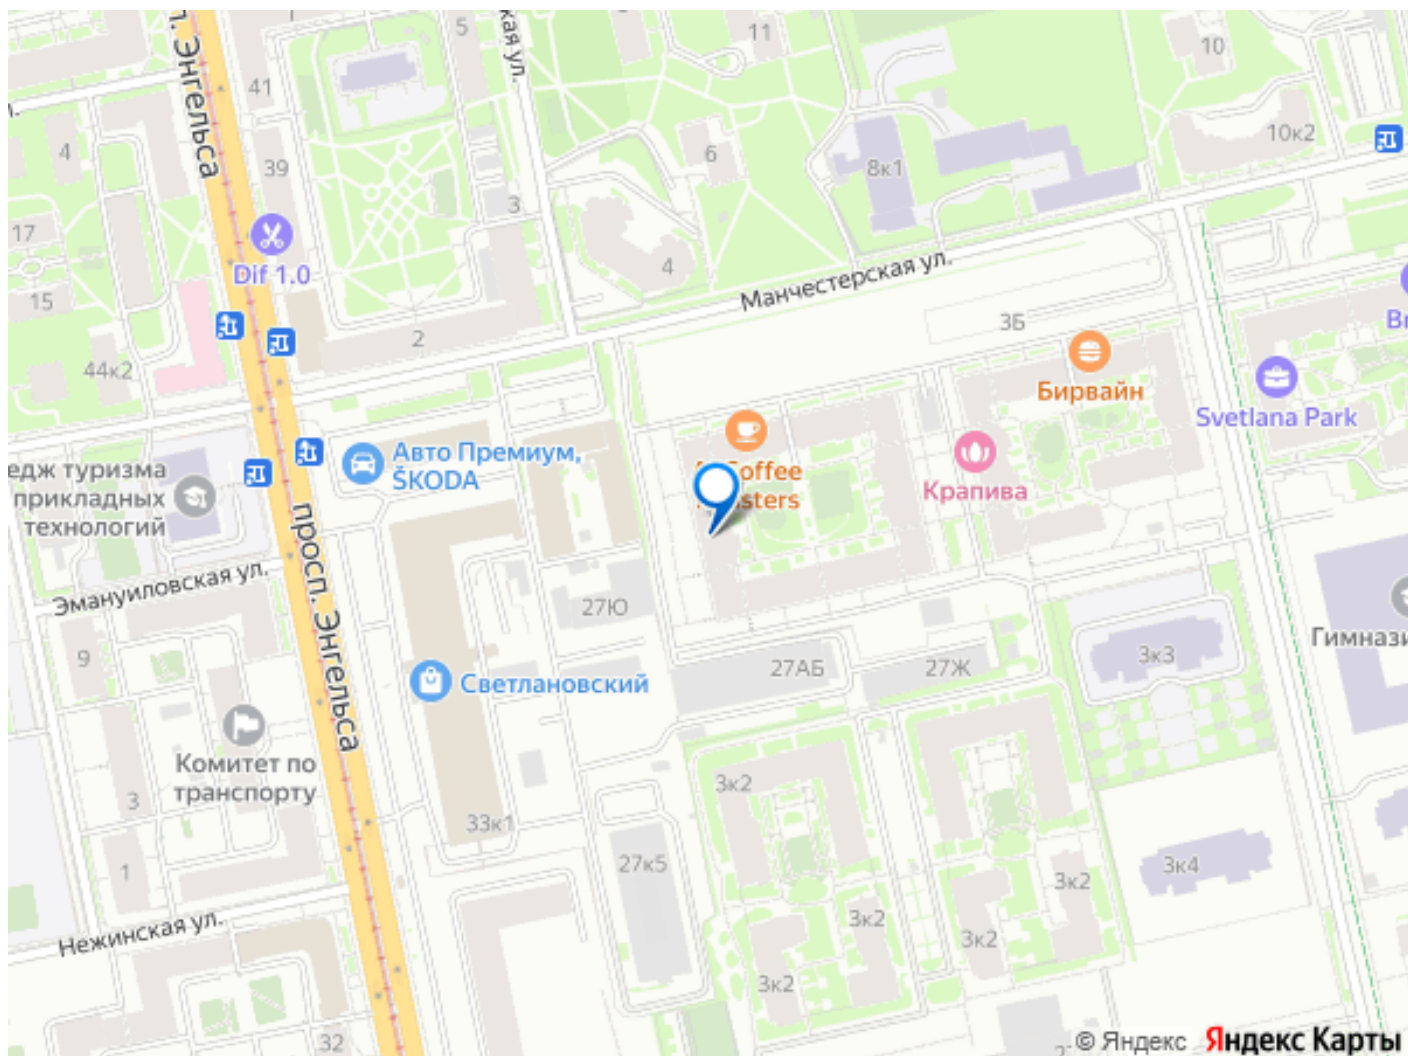 5
11
10
41
ская ул.
п. Энгельса
4
39
6
8к1
10к2
3
17
Dif 1.0
4
Манчестерская ул.
15
2
3Б
44к2
Бирвайн
Svetlana Park
Авто Премиум,
ŠKODA
Крапива
едж туризма
прикладных
технологий
просп. Энгельса
Эмануиловская ул.
27Ю
9
27АБ
27Ж
3к3
Светлановский
Комитет по
транспорту
3к2
3
33к1
27к5
1
3к2
3к4
3к2
3к2
Нежинская ул.
3к2
32
© Яндекс Яндекс Карты